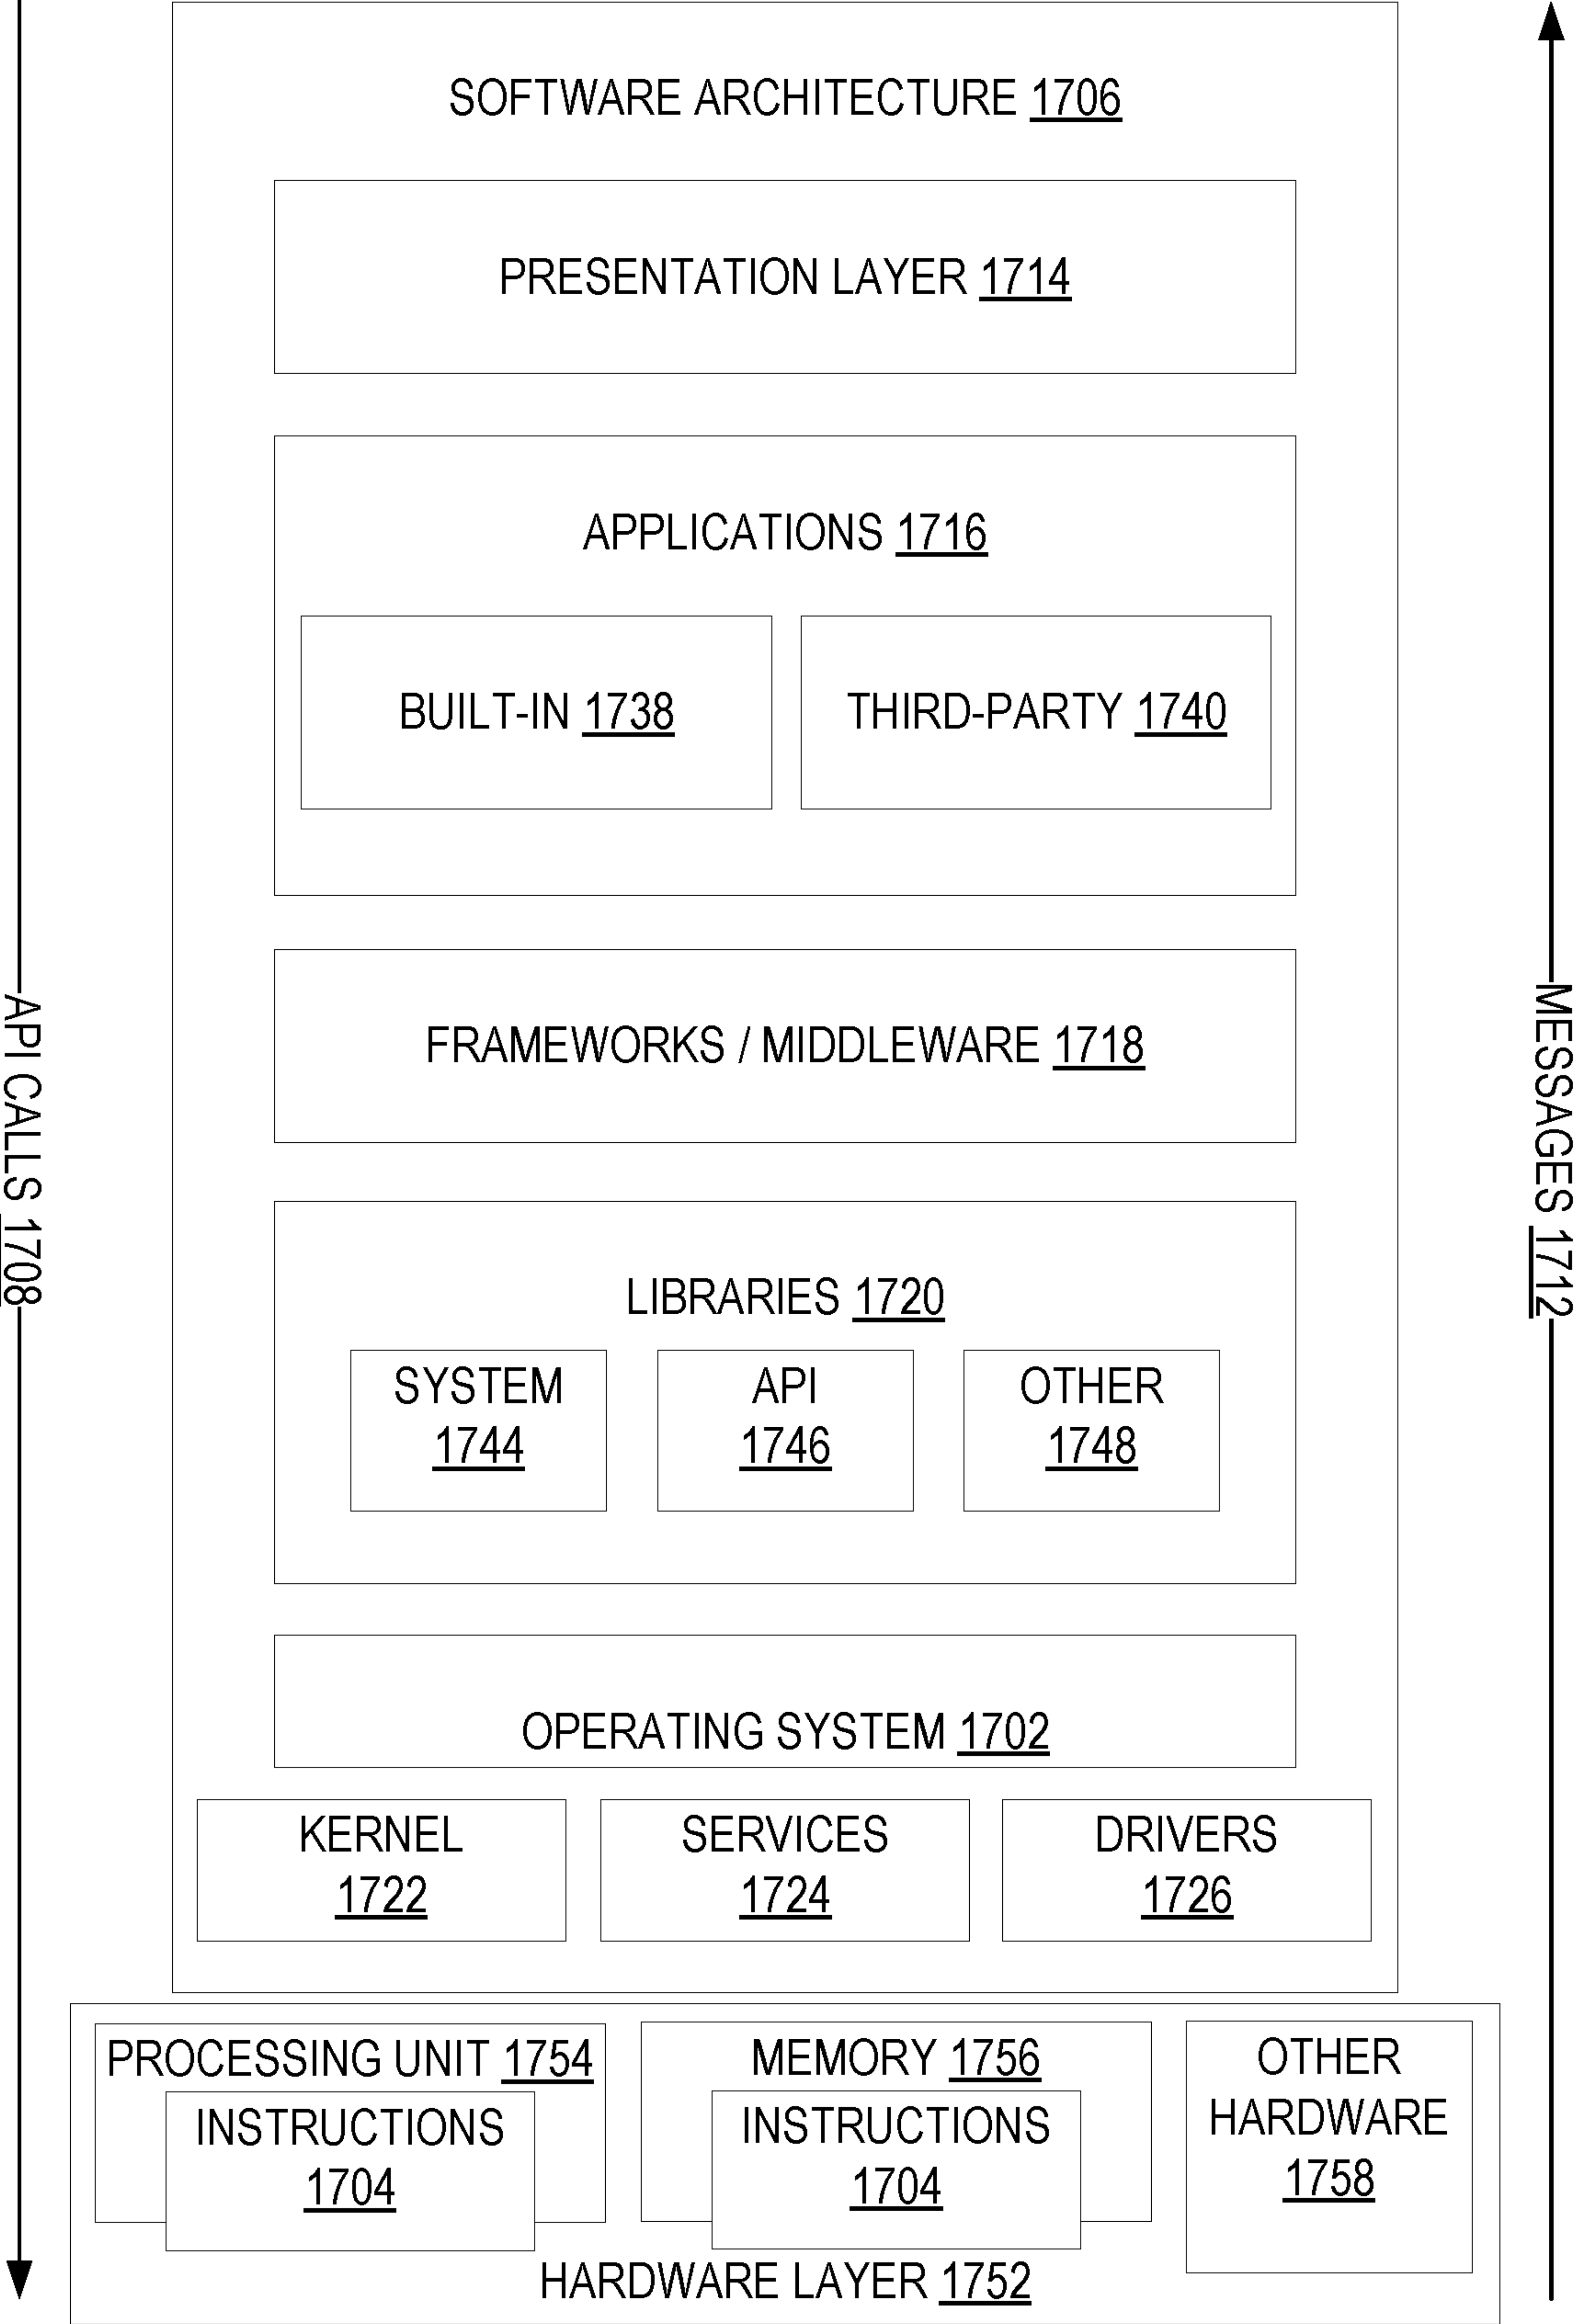 SOFTWARE ARCHITECTURE 1706
PRESENTATION LAYER 1714
APPLICATIONS 1716
BUILT-IN 1738
THIRD-PARTY 1740
FRAMEWORKS / MIDDLEWARE 1718
LIBRARIES 1720
SYSTEM
1744
API
1746
OTHER
1748
OPERATING SYSTEM 1702
KERNEL
1722
SERVICES
1724
DRIVERS
1726
PROCESSING UNIT 1754
INSTRUCTIONS
1704
MEMORY 1756
INSTRUCTIONS
1704
OTHER
HARDWARE
1758
HARDWARE LAYER 1752
API CALLS 1708
MESSAGES 1712